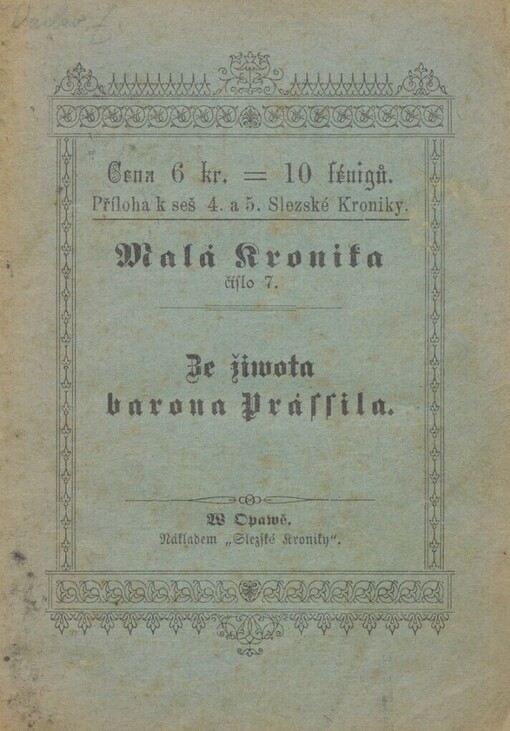 Cena 6 kr. = 10 fénigů.
Příloha k seš 4. a 5. Slezské Kroniky.
Malá Kronika
číslo 7.
Ze žiwota
barona Prášila.
W Opawě.
Nákladem „Slezské Kroniky“.